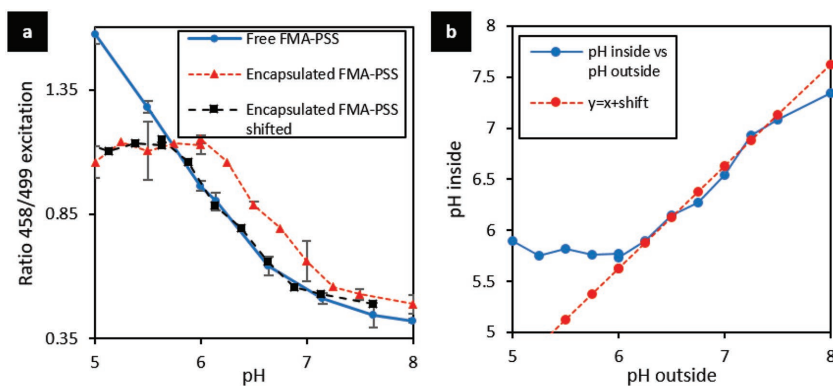 a
Free FMA-PSS
Encapsulated FMA-PSS
Encapsulated FMA-PSS
shifted
Ratio 458/499 excitation
1.35
0.85
0.35
5
6
7
8
pH
b
pH inside vs
pH outside
y=x+shift
pH inside
8
7.5
7
6.5
6
5.5
5
5
6
7
8
pH outside